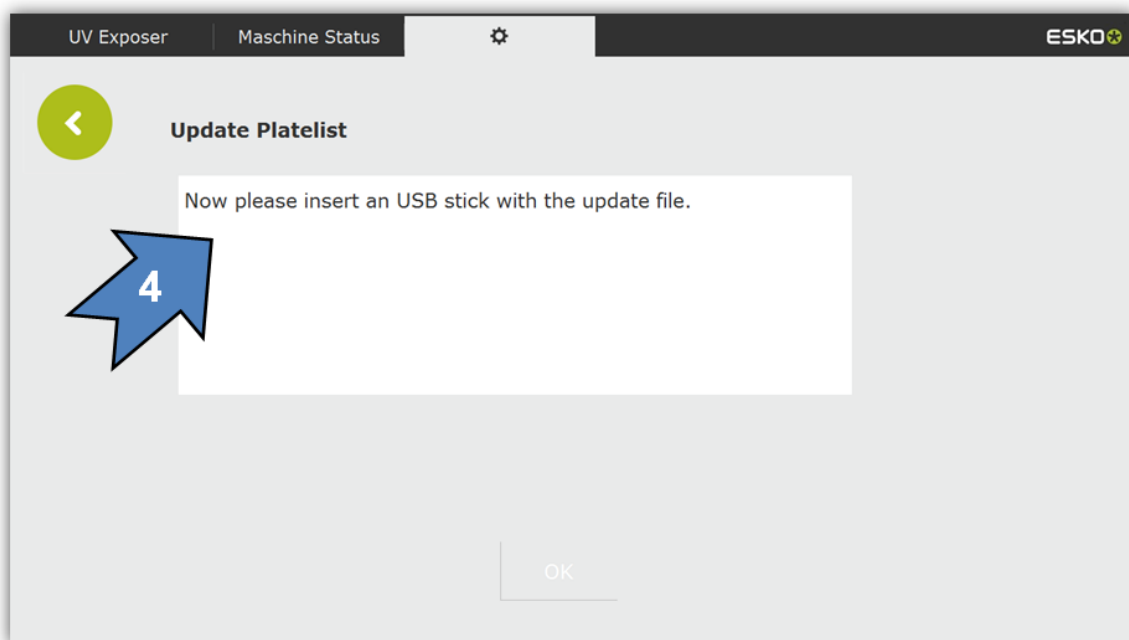 UV Exposer
Maschine Status
ESKO
Update Platelist
Now please insert an USB stick with the update file.
4
OK